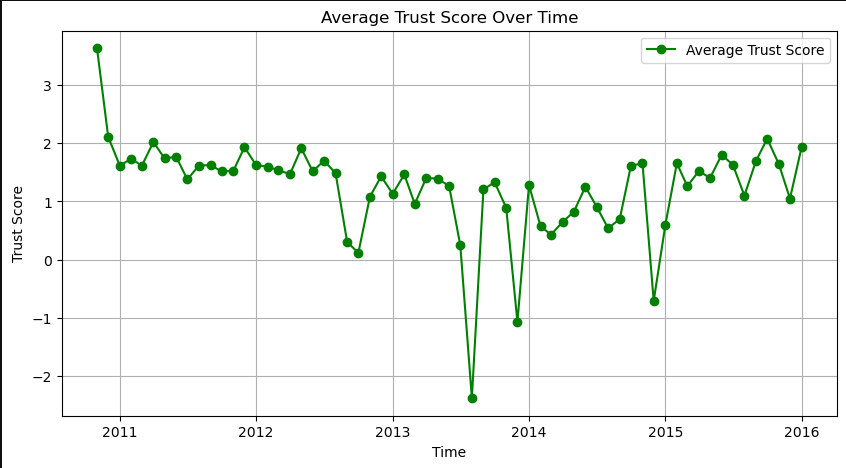 Average Trust Score Over Time
Average Trust Score
Trust Score
3
2
1
0
−1
−2
2011 2012 2013 2014 2015 2016
Time